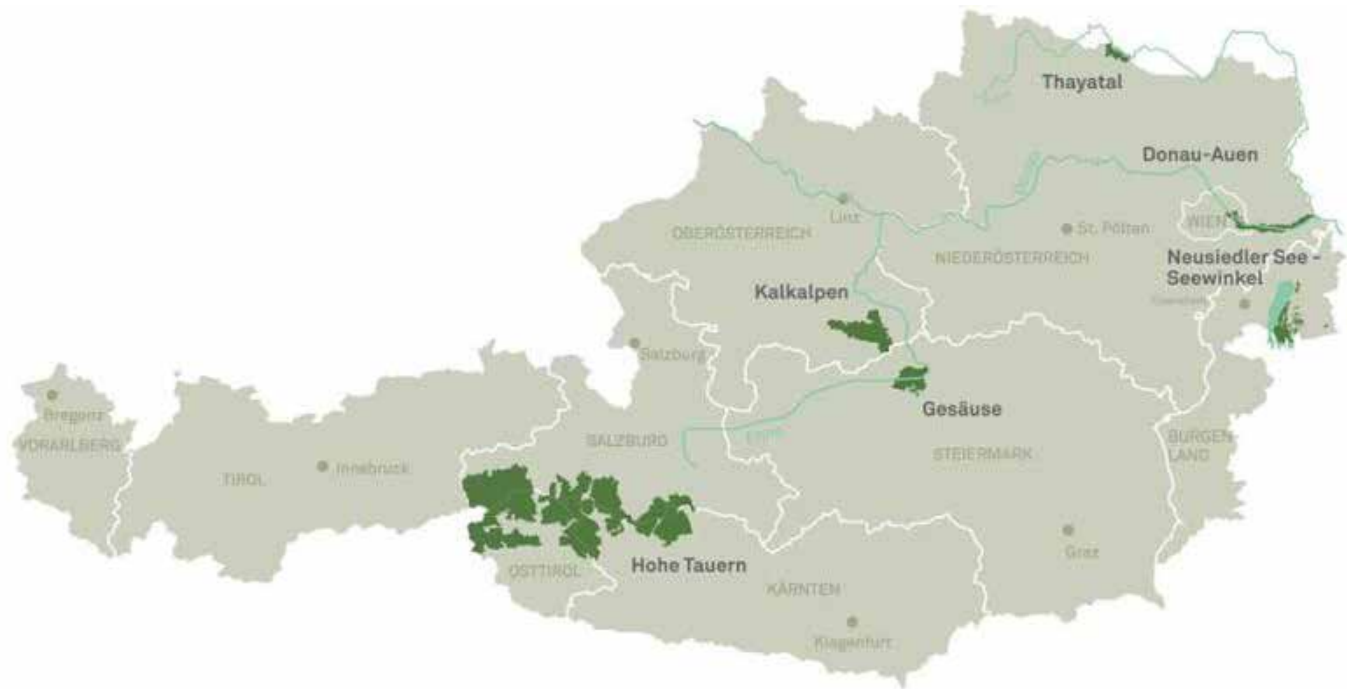 Thayatal
Donau-Auen
Linz
OBERÖSTERREICH
St. Pölten
WIEN
NIEDERÖSTERREICH
Neusiedler See -
Seewinkel
Kalkalpen
Salzburg
Bregenz
VORARLBERG
Gesäuse
SALZBURG
Enns
BURGEN
LAND
STEIERMARK
Innsbruck
TIROL
Graz
Hohe Tauern
OSTTIROL
KÄRNTEN
Klagenfurt